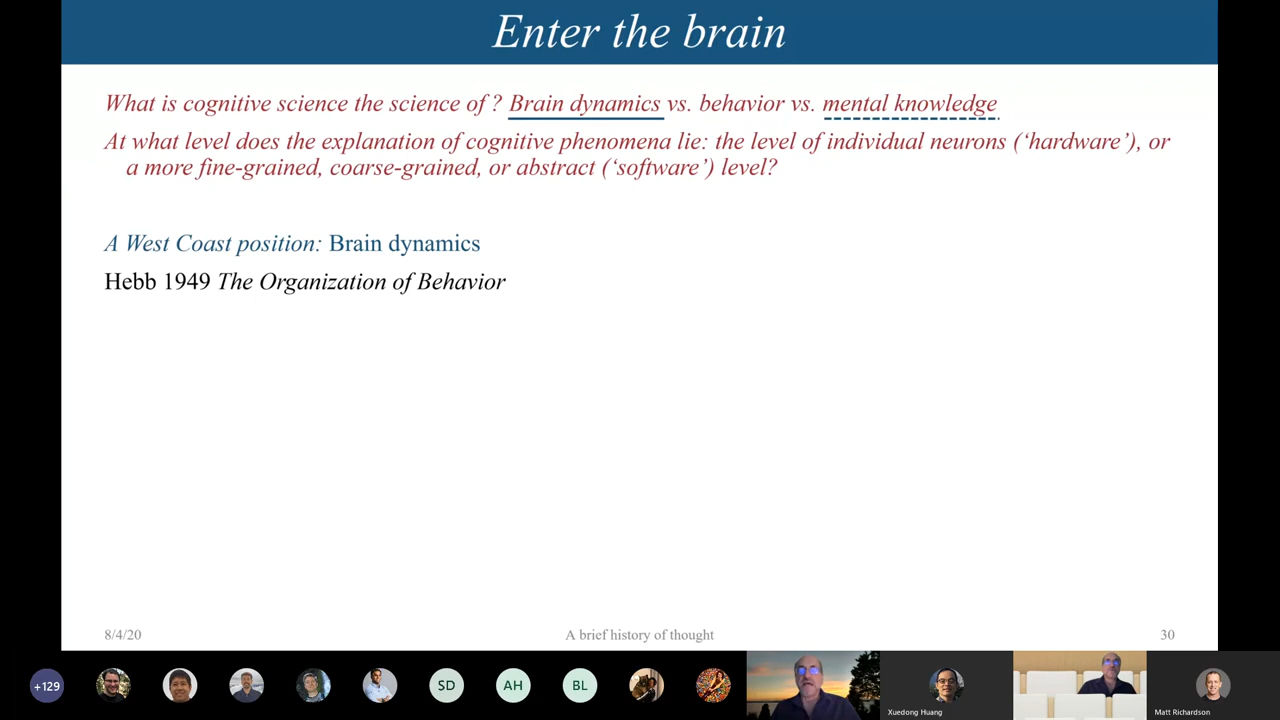 Enter the brain
What is cognitive science the science of ? Brain dynamics vs. behavior vs. mental knowledge
At what level does the explanation of cognitive phenomena lie: the level of individual neurons (‘hardware’), or
a more fine-grained, coarse-grained, or abstract (‘software’) level?
A West Coast position: Brain dynamics
Hebb 1949 The Organization of Behavior
8/4/20
A brief history of thought
30
+129
SD
AH
BL
Xuedong Huang
Matt Richardson